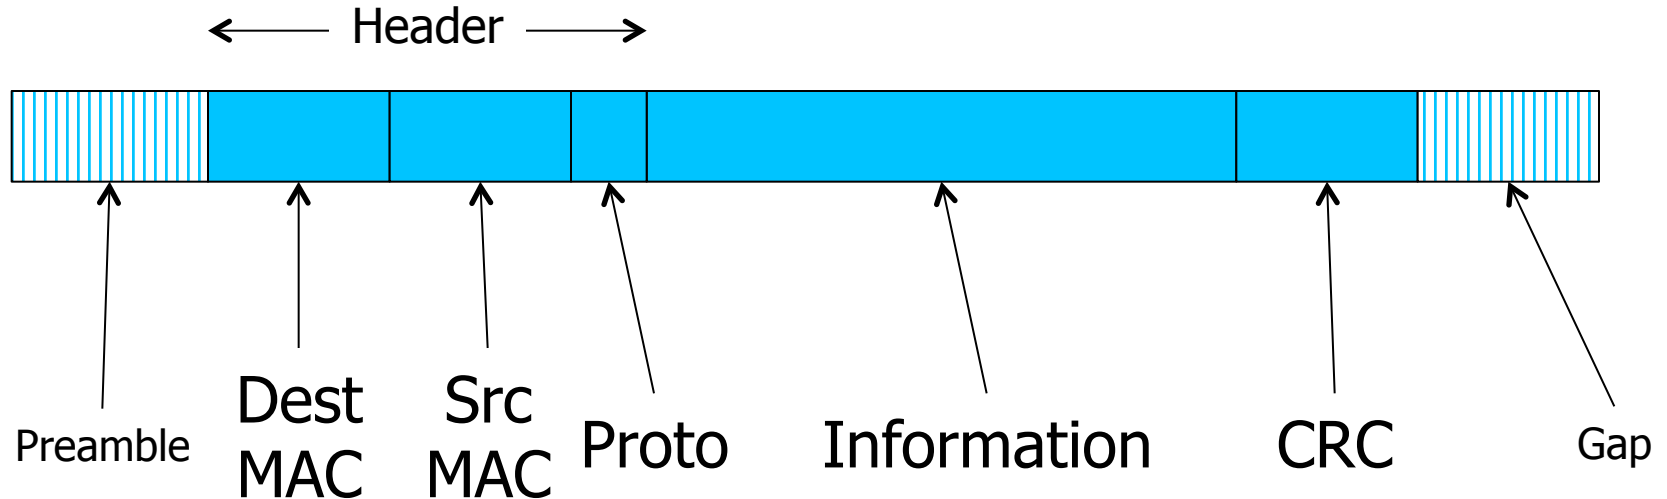 Header
Preamble
Dest
MAC
Src
MAC
Proto
Information
CRC
Gap